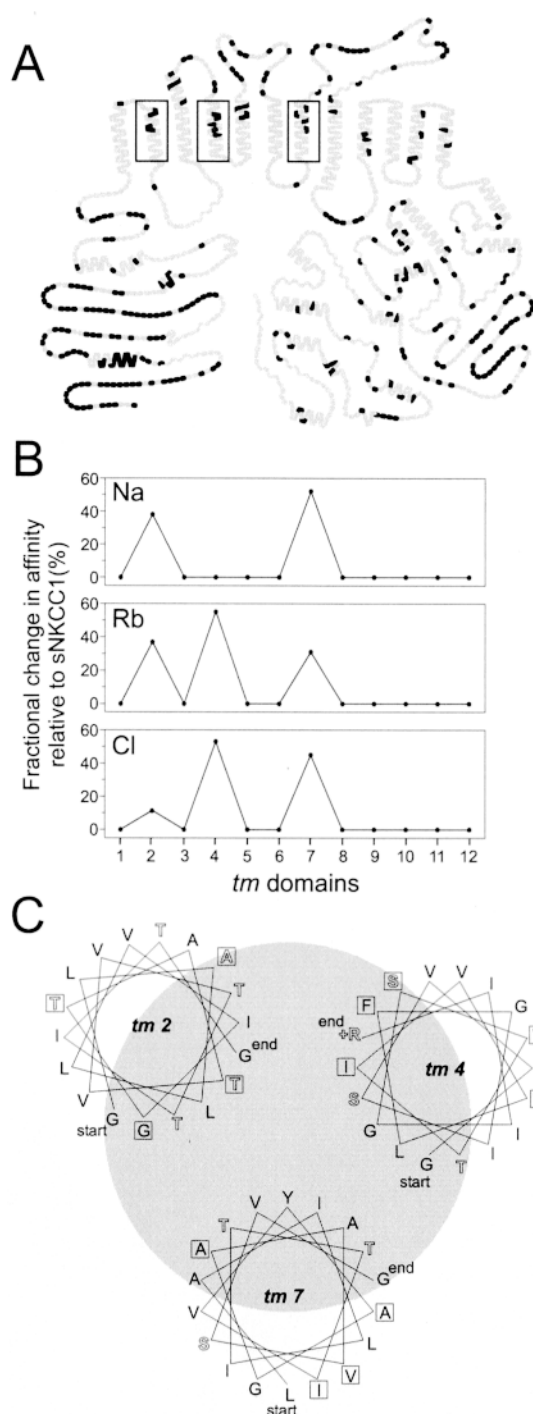 A
B
Fractional change in affinity
relative to sNKCC1(%)
Na
60
40
20
0
Rb
60
40
20
0
Cl
60
40
20
0
1 2 3 4 5 6 7 8 9 10 11 12
tm domains
C
tm 2
V T A
V A
L T
T I
I G end
L T
V L
G T
start G
tm 4
V V
S I
F G
end
+R
I
S
G I
L I
G T
start
tm 7
V Y I
T A
A T
A G end
V A
S L
I V
G L I
start